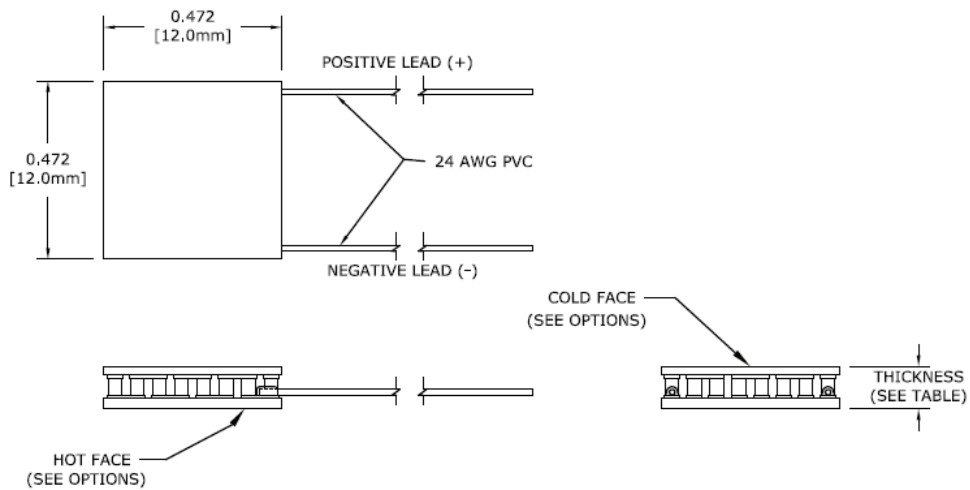 0.472
[12.0mm]
POSITIVE LEAD (+)
0.472
[12.0mm]
24 AWG PVC
NEGATIVE LEAD (-)
COLD FACE
(SEE OPTIONS)
THICKNESS
(SEE TABLE)
HOT FACE
(SEE OPTIONS)